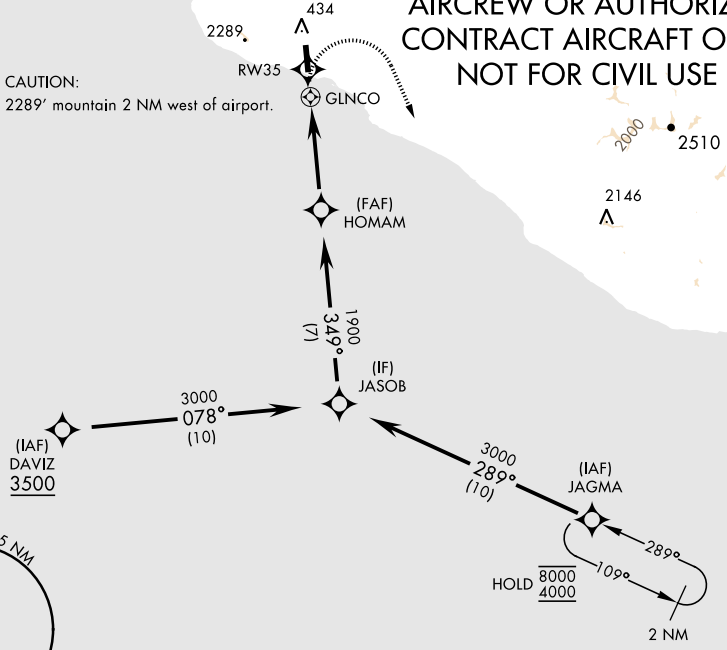 434
AIRCREW OR AUTHORIZ
CONTRACT AIRCRAFT O
NOT FOR CIVIL USE
2289
RW35
CAUTION:
2289’ mountain 2 NM west of airport.
GLNCO
2000
2510
2146
(FAF)
HOMAM
1900
349°
(7)
(IF)
JASOB
3000
078°
(10)
(IAF)
DAVIZ
3500
3000
289°
(10)
(IAF)
JAGMA
289°
109°
HOLD 8000
4000
2 NM
5 NM